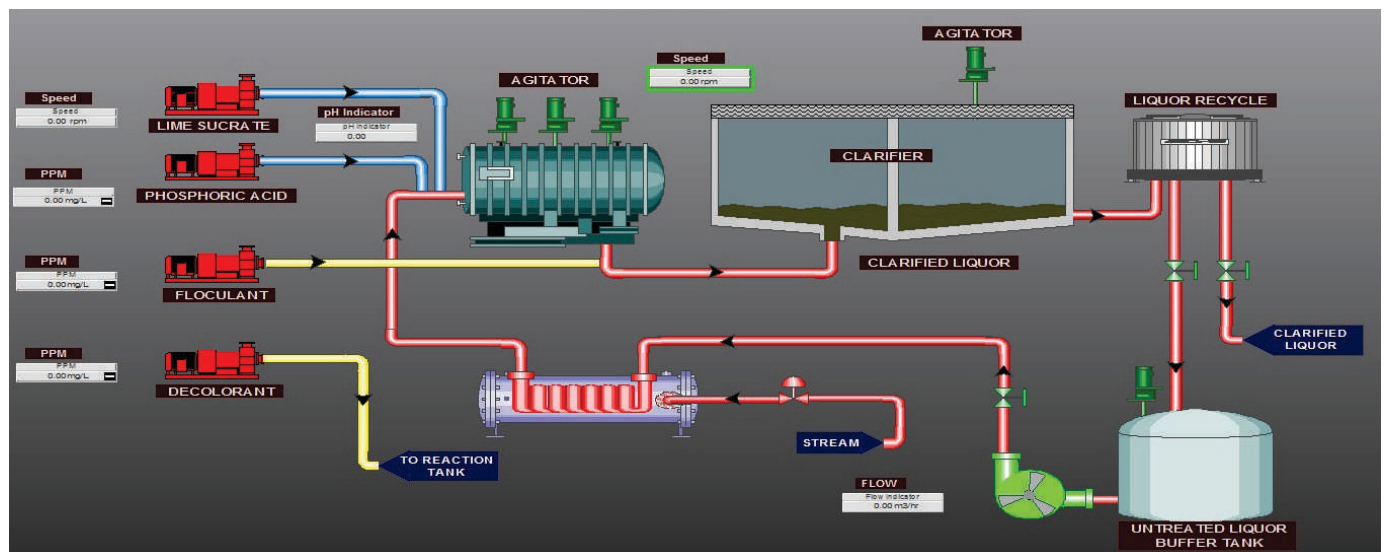 AGITATOR
Speed
Speed
0.00 rpm
AGITATOR
LIQUOR RECYCLE
Speed
Speed
0.00 rpm
LIME SUCRATE
pH Indicator
pH Indicator
0.00
CLARIFIER
PPM
PPM
0.00 mg/L
PHOSPHORIC ACID
PPM
PPM
0.00 mg/L
FLOCULANT
CLARIFIED LIQUOR
CLARIFIED
LIQUOR
PPM
PPM
0.00 mg/L
DECOLORANT
TO REACTION
TANK
STREAM
FLOW
Flow Indicator
0.00 m3/hr
UNTREATED LIQUOR
BUFFER TANK